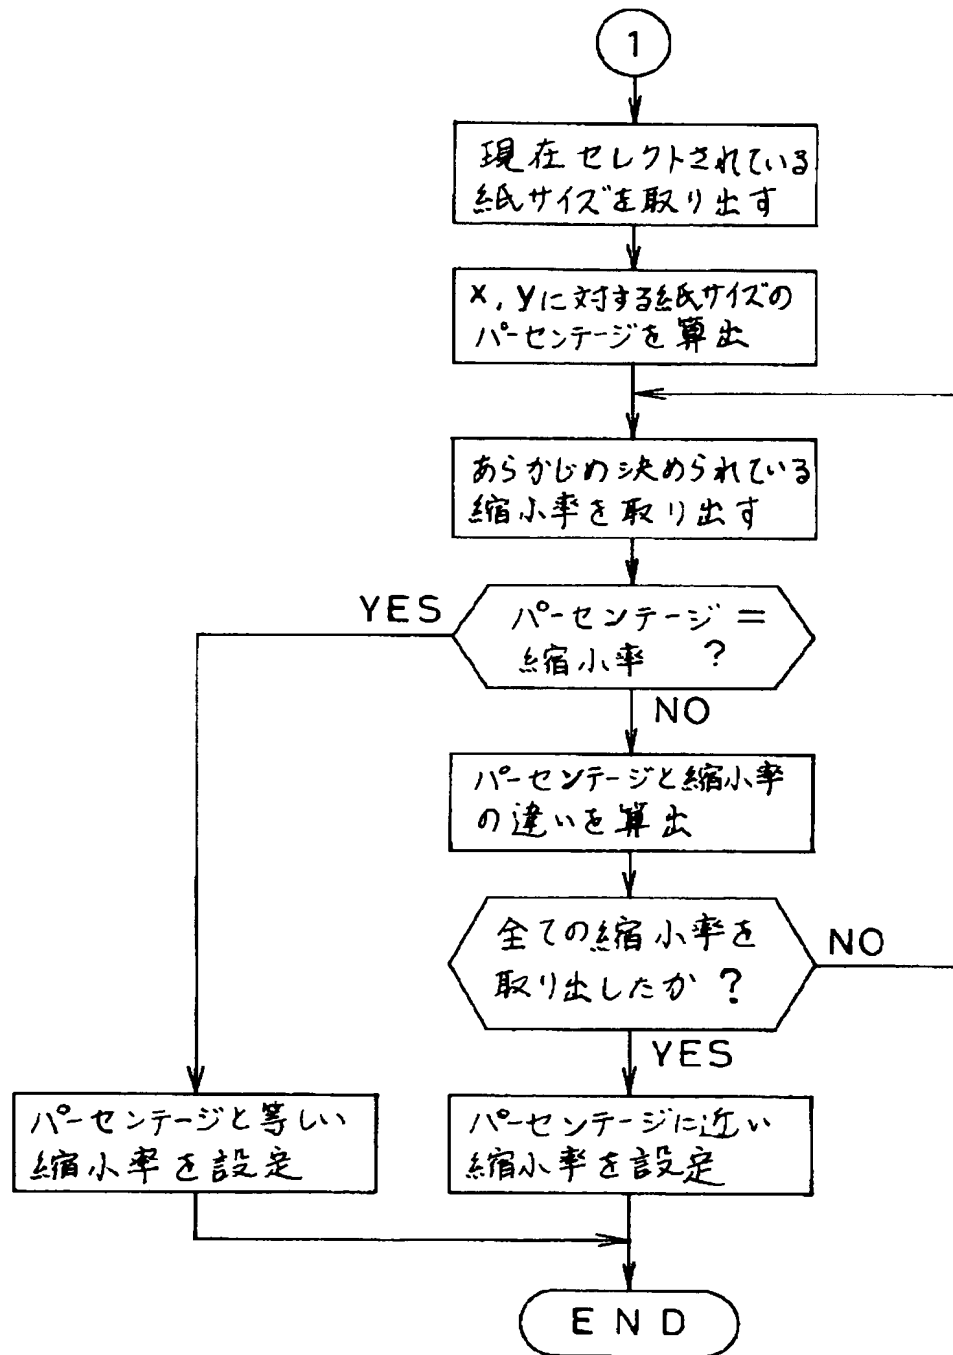 1
現在セレクトされている
紙サイズを取り出す
x,yに対する紙サイズの
パーセンテージを算出
あらかじめ決められている
縮小率を取り出す
YES
パーセンテージ=
縮小率 ?
NO
パーセンテージと縮小率
の違いを算出
全ての縮小率を
取り出したか?
NO
YES
パーセンテージと等しい
縮小率を設定
パーセンテージに近い
縮小率を設定
END